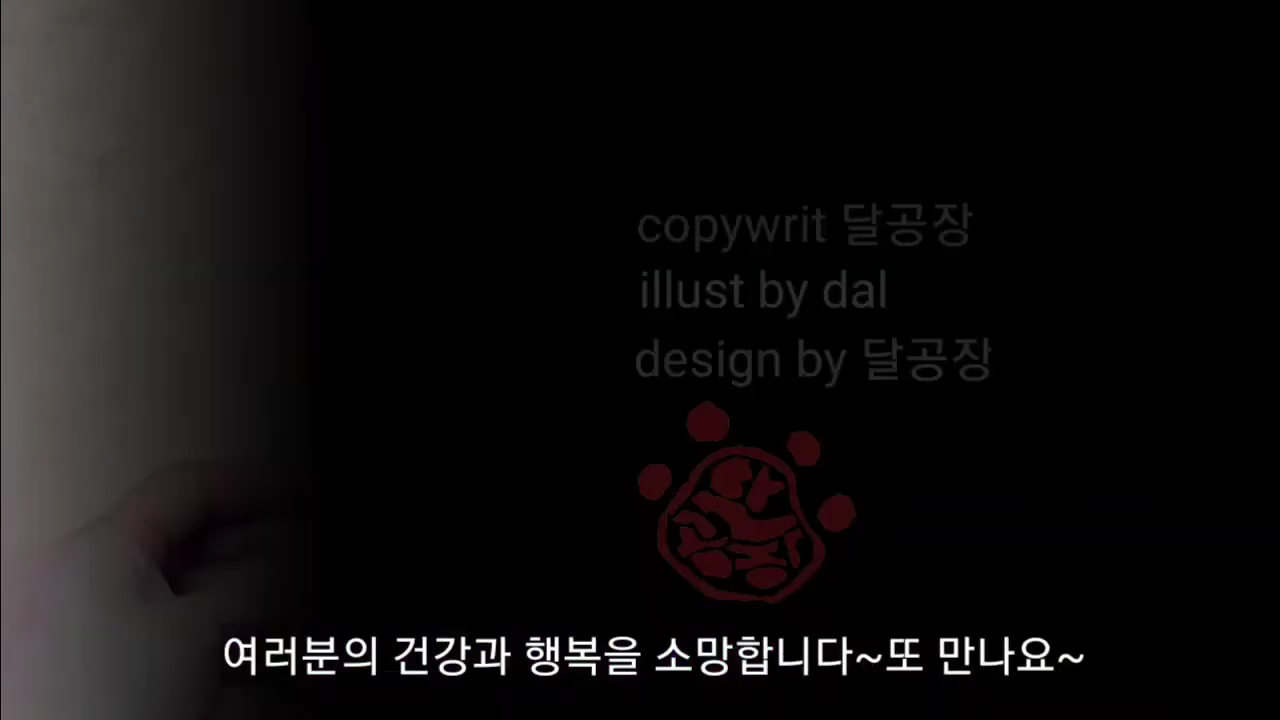 copywrit 달공장
illust by dal
design by 달공장
여러분의 건강과 행복을 소망합니다~또 만나요~